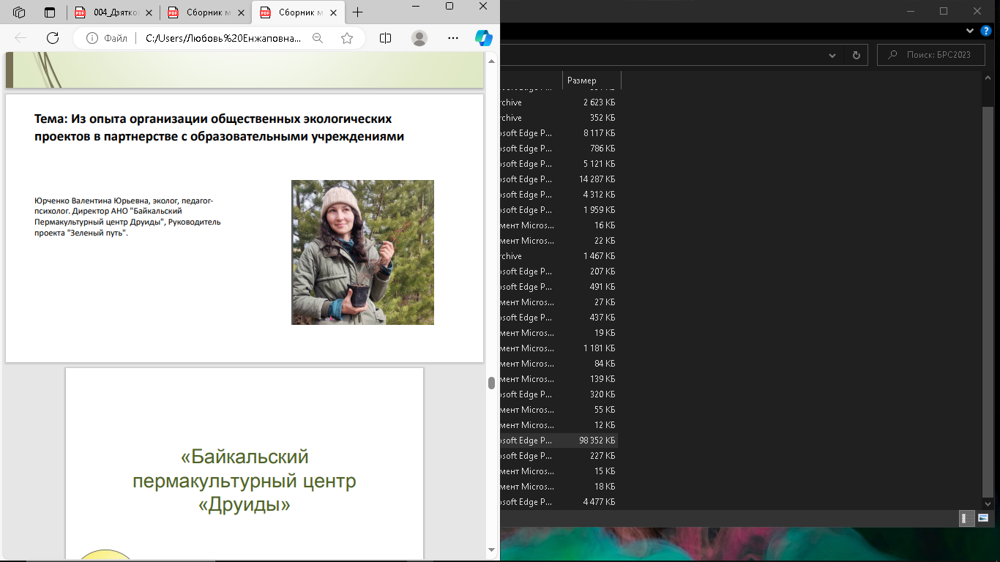 004_Дзятко
Сборник м
Сборник м
Файл
C:/Users/Любовь%20Енжаповна...
Тема: Из опыта организации общественных экологических
проектов в партнерстве с образовательными учреждениями
Юрченко Валентина Юрьевна, эколог, педагог-
психолог. Директор АНО "Байкальский
Пермакультурный центр Друиды", Руководитель
проекта "Зеленый путь".
«Байкальский
пермакультурный центр
«Друиды»
Поиск: БРС2023
Размер
rchive 2 623 КБ
rchive 352 КБ
osoft Edge P... 8 117 КБ
osoft Edge P... 786 КБ
osoft Edge P... 5 121 КБ
osoft Edge P... 14 287 КБ
osoft Edge P... 4 312 КБ
osoft Edge P... 1 959 КБ
мент Micros... 16 КБ
мент Micros... 22 КБ
rchive 1 467 КБ
osoft Edge P... 207 КБ
osoft Edge P... 491 КБ
мент Micros... 27 КБ
osoft Edge P... 437 КБ
мент Micros... 19 КБ
мент Micros... 1 181 КБ
мент Micros... 84 КБ
мент Micros... 139 КБ
osoft Edge P... 320 КБ
мент Micros... 55 КБ
мент Micros... 12 КБ
osoft Edge P... 98 352 КБ
osoft Edge P... 227 КБ
мент Micros... 15 КБ
мент Micros... 18 КБ
osoft Edge P... 4 477 КБ